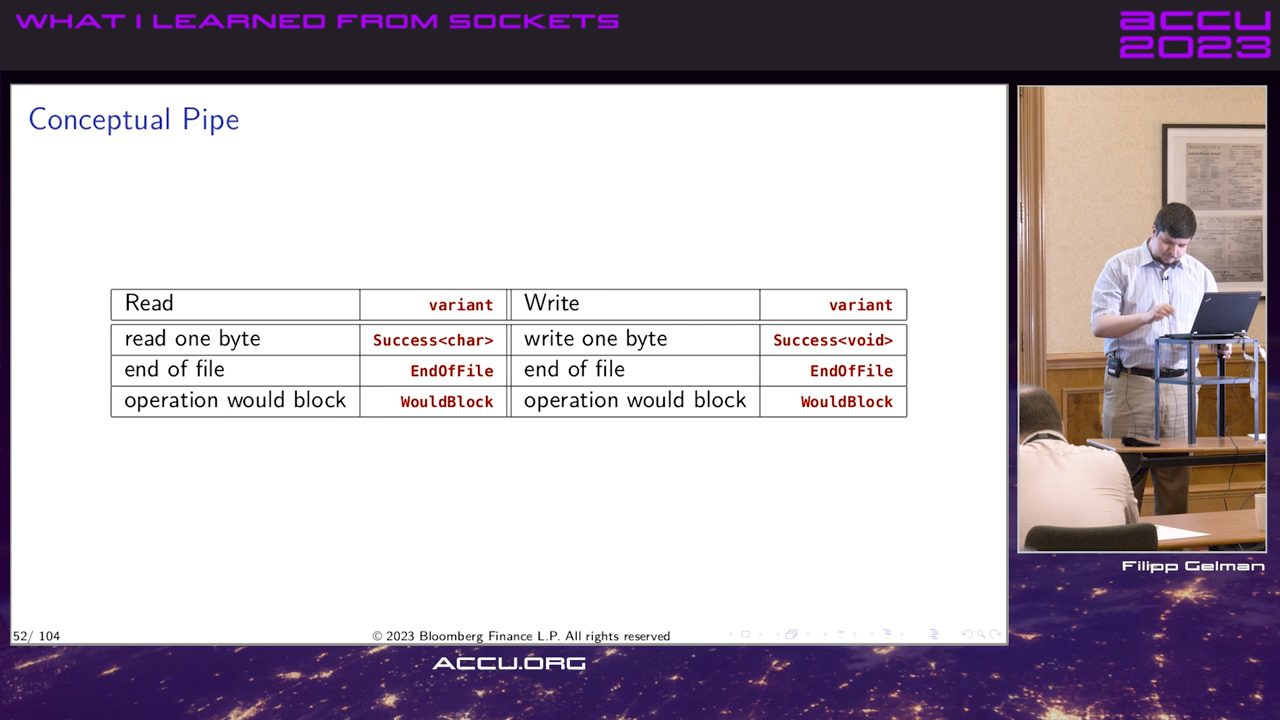 WHAT I LEARNED FROM SOCKETS
ACCU
2023
Conceptual Pipe
Read variant Write variant
read one byte Success<char> write one byte Success<void>
end of file EndOfFile end of file EndOfFile
operation would block WouldBlock operation would block WouldBlock
52/ 104 © 2023 Bloomberg Finance L.P. All rights reserved
Filipp Gelman
ACCU.ORG